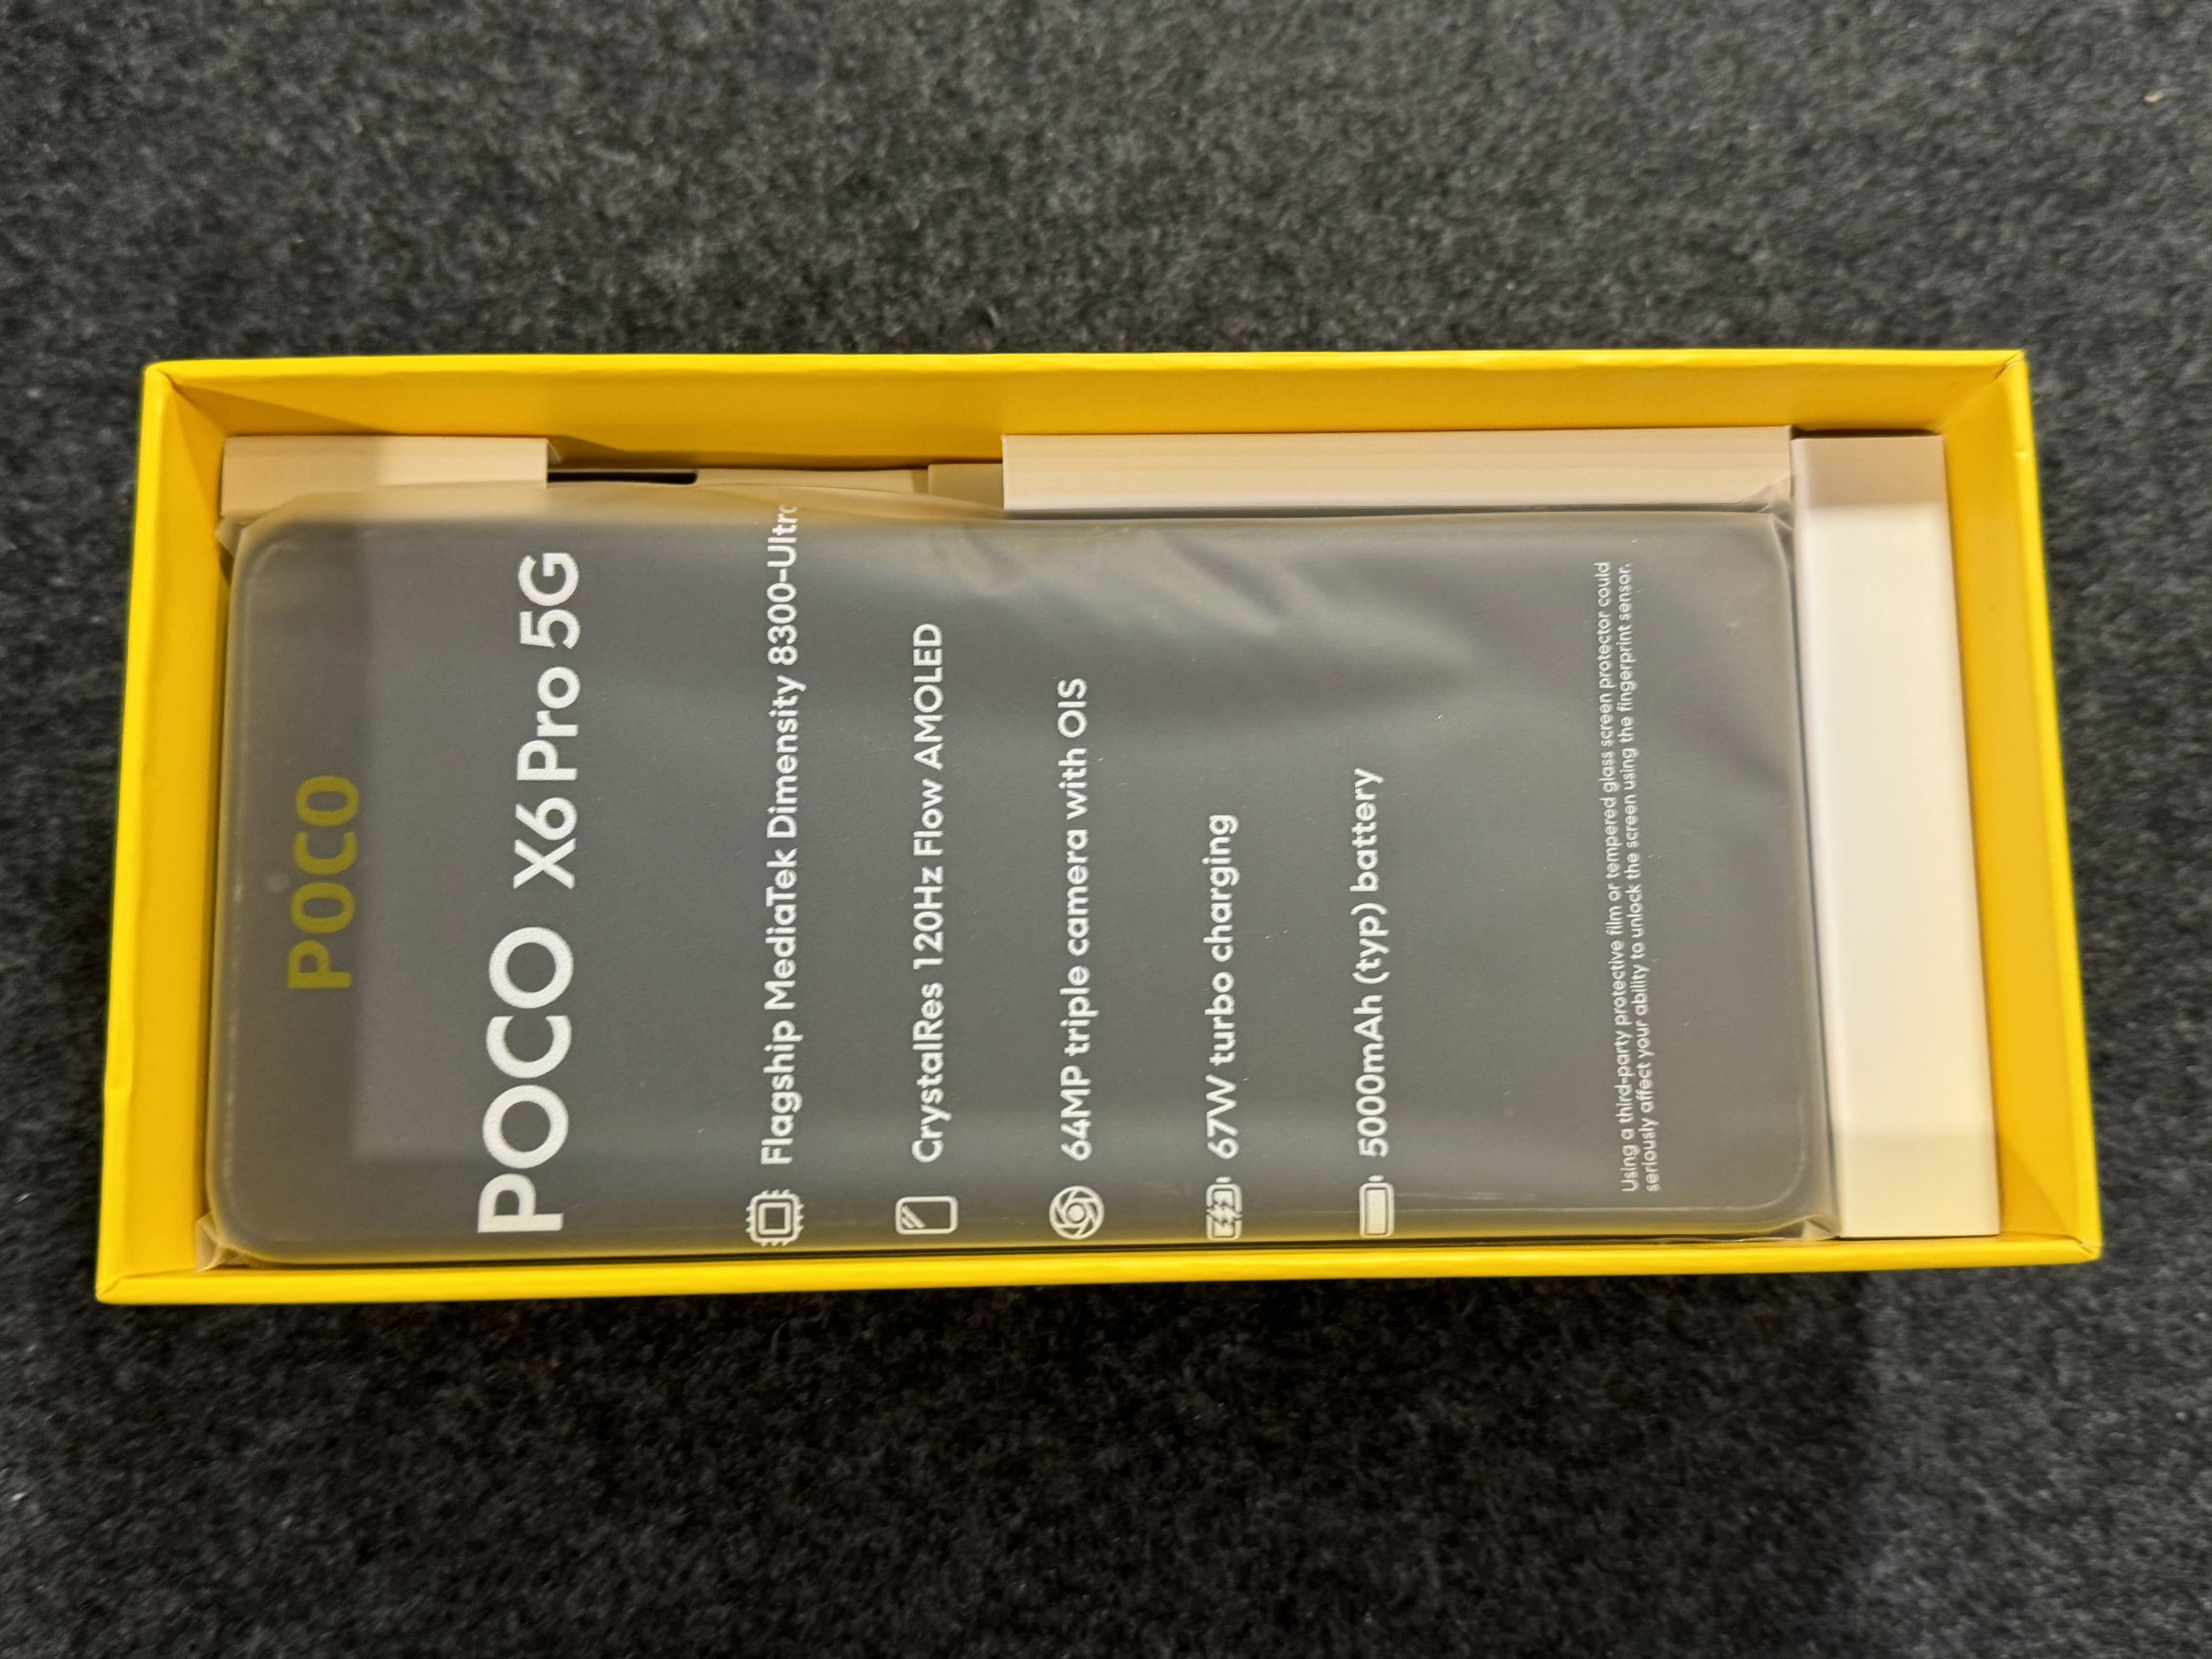 POCO
POCO X6 Pro 5G
Flagship MediaTek Dimensity 8300-Ultra
CrystalRes 120Hz Flow AMOLED
64MP triple camera with OIS
67W turbo charging
5000mAh (typ) battery
Using a third-party protective film or tempered glass screen protector could
seriously affect your ability to unlock the screen using the fingerprint sensor.